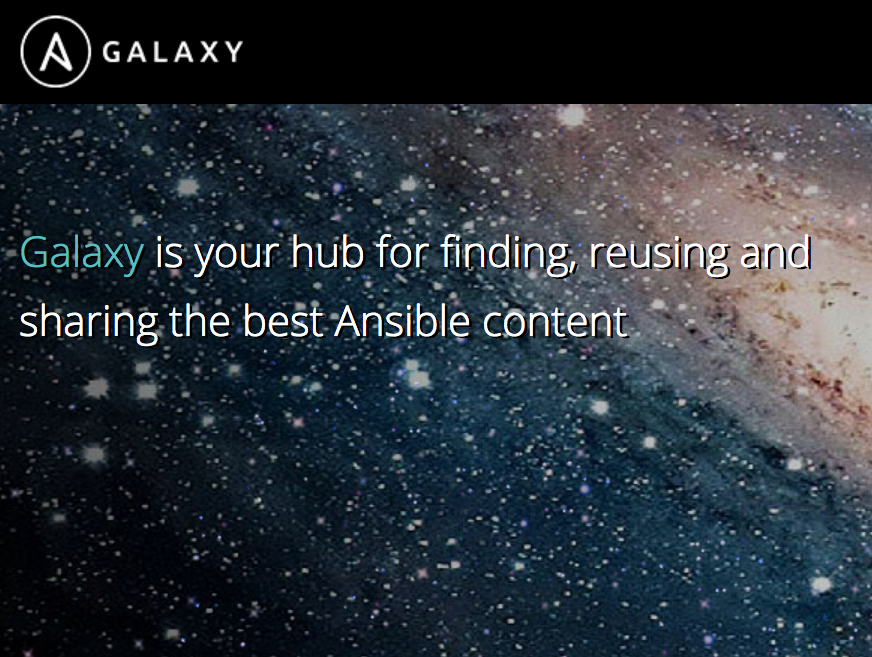 GALAXY
Galaxy is your hub for finding, reusing and
sharing the best Ansible content